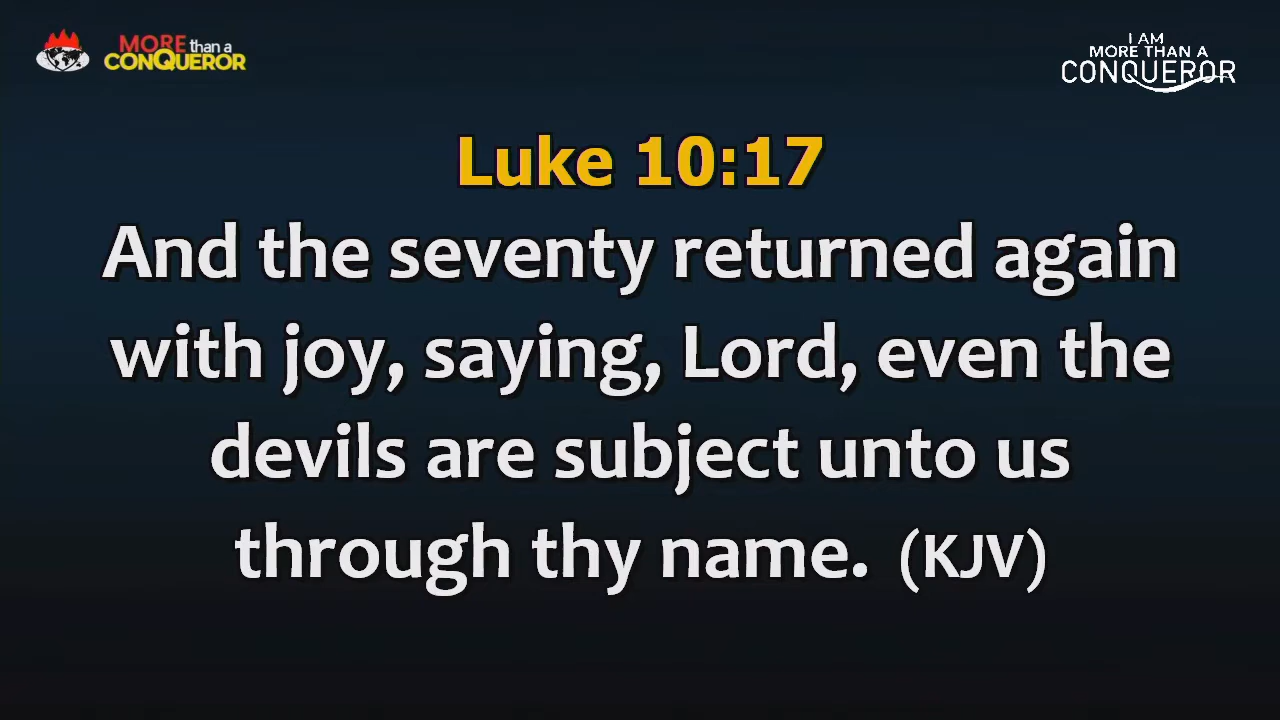 MORE than a
CONQUEROR
I AM
MORE THAN A
CONQUEROR
Luke 10:17
And the seventy returned again
with joy, saying, Lord, even the
devils are subject unto us
through thy name. (KJV)